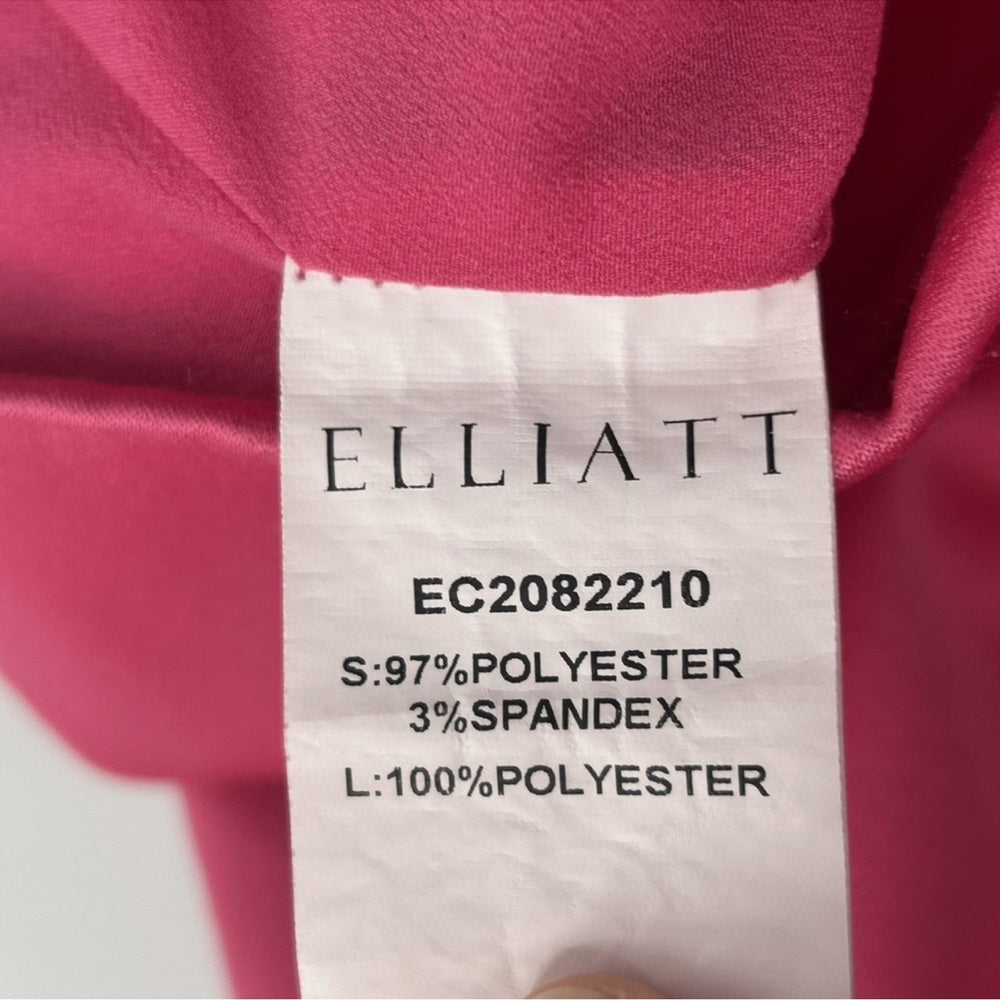 ELLIATT
EC2082210
S:97%POLYESTER
3%SPANDEX
L:100%POLYESTER